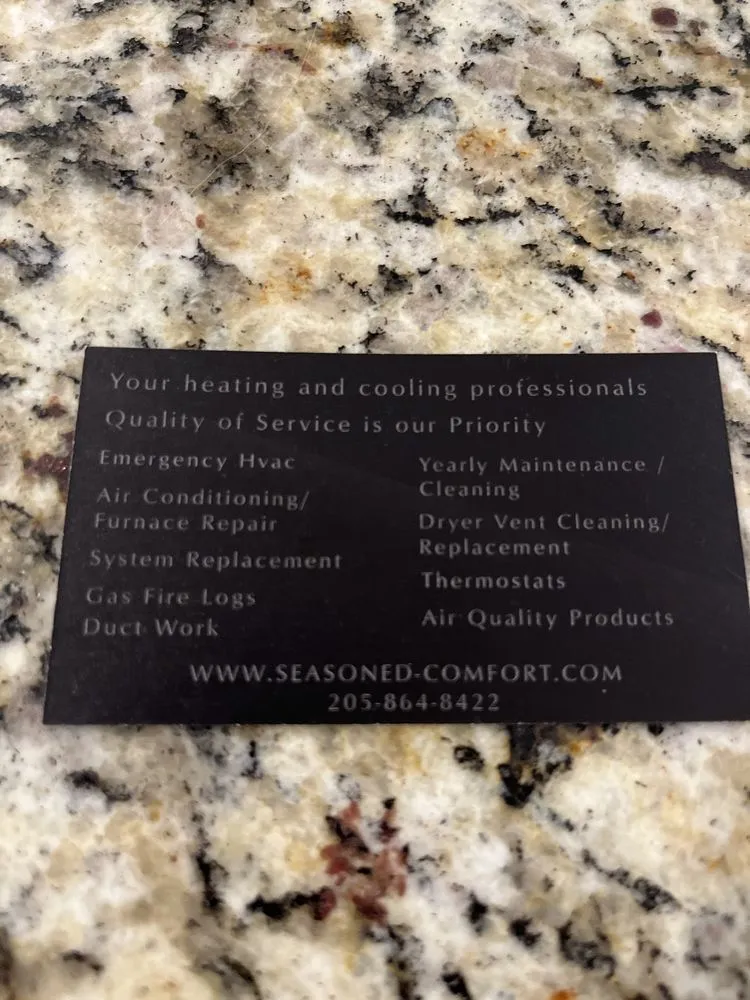 Your heating and cooling professionals
Quality of Service is our Priority
Emergency Hvac
Air Conditioning/
Furnace Repair
System Replacement
Gas Fire Logs
Duct Work
Yearly Maintenance /
Cleaning
Dryer Vent Cleaning/
Replacement
Thermostats
Air Quality Products
WWW.SEASONED-COMFORT.COM
205-864-8422